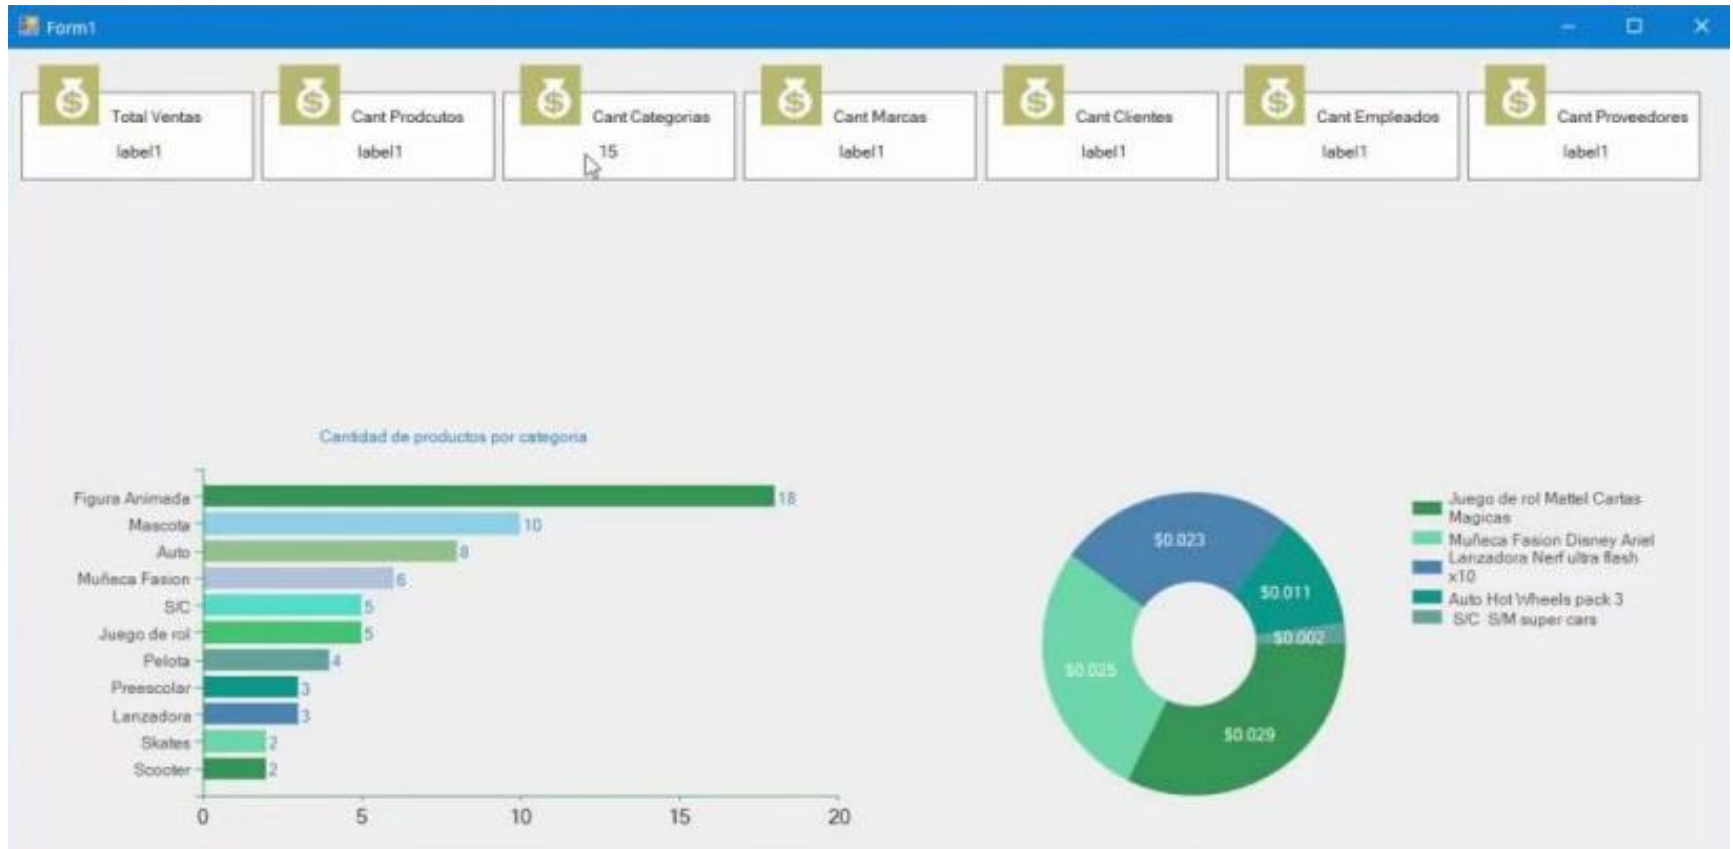 Form1
Total Ventas
label1
Cant Prodcutos
label1
Cant Categorias
15
Cant Marcas
label1
Cant Clientes
label1
Cant Empleados
label1
Cant Proveedores
label1
Cantidad de productos por categoria
Figura Animada
18
Mascota
10
Auto
8
Muñeca Fasion
6
S/C
5
Juego de rol
5
Pelota
4
Preescolar
3
Lanzadora
3
Skates
2
Scooter
2
0
5
10
15
20
$0.023
$0.011
$0.002
$0.025
$0.029
Juego de rol Mattel Cartas
Magicas
Muñeca Fasion Disney Ariel
Lanzadora Nerf ultra flash
x10
Auto Hot Wheels pack 3
S/C S/M super cars